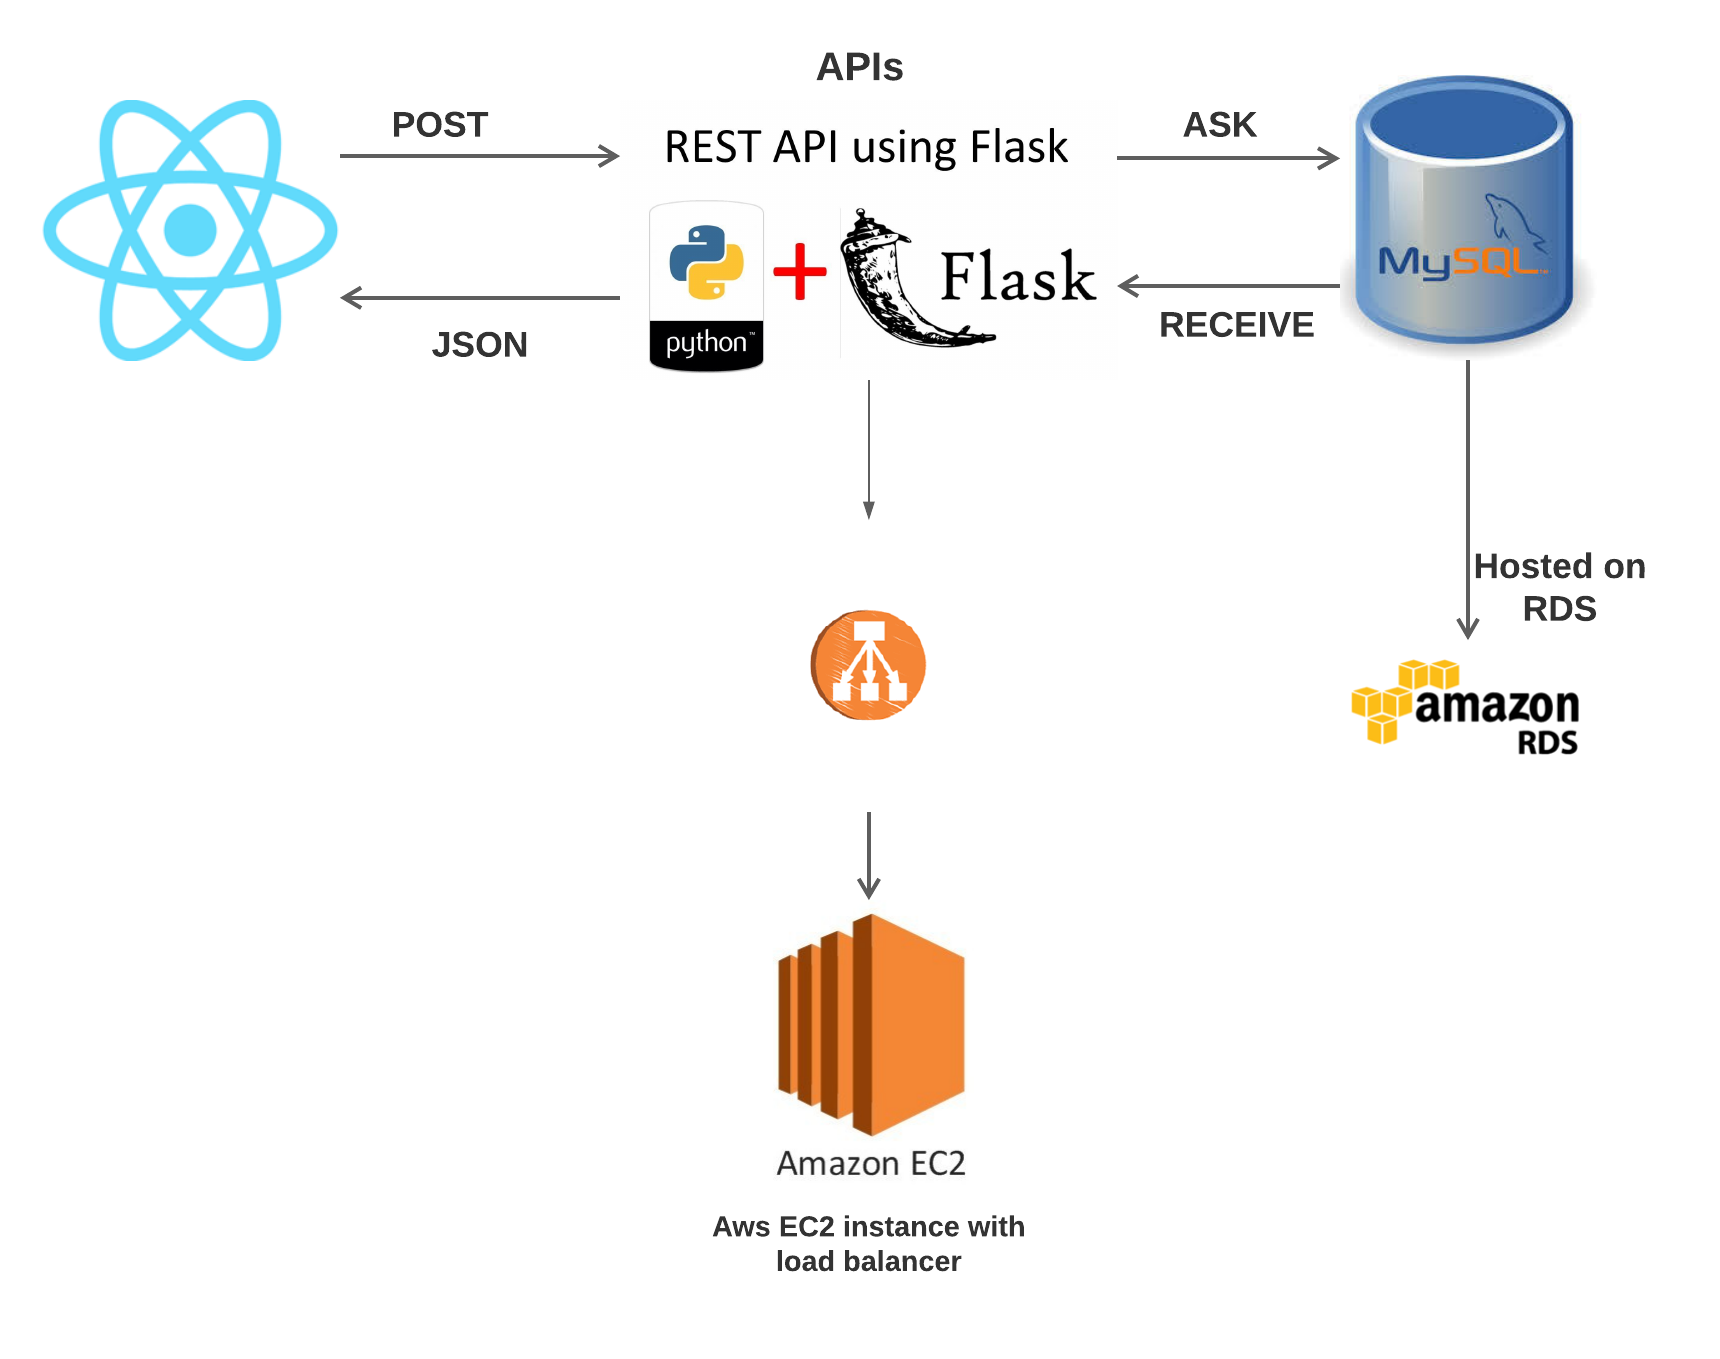 APIs
POST
REST API using Flask
ASK
python™
Flask
MySQL™
JSON
RECEIVE
Hosted on
RDS
amazon
RDS
Amazon EC2
Aws EC2 instance with
load balancer